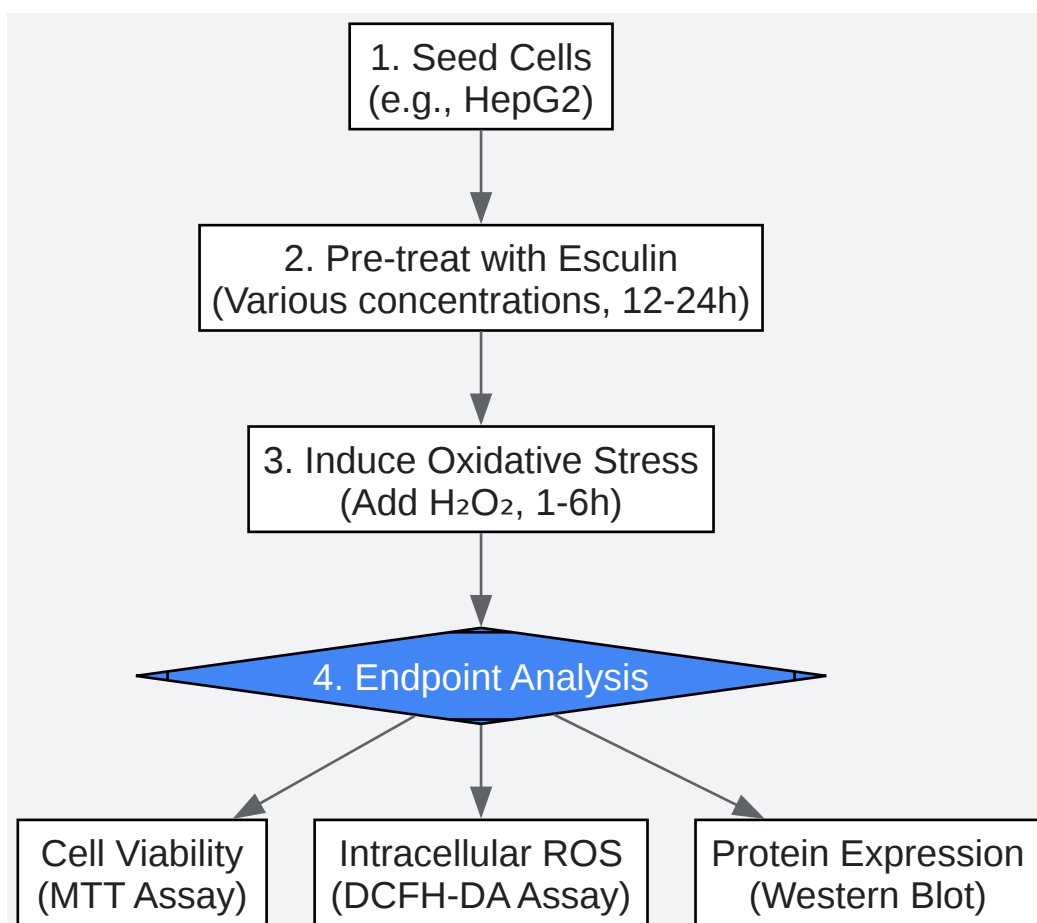 1. Seed Cells
(e.g., HepG2)
2. Pre-treat with Esculin
(Various concentrations, 12-24h)
3. Induce Oxidative Stress
(Add H₂O₂, 1-6h)
4. Endpoint Analysis
Cell Viability
(MTT Assay)
Intracellular ROS
(DCFH-DA Assay)
Protein Expression
(Western Blot)